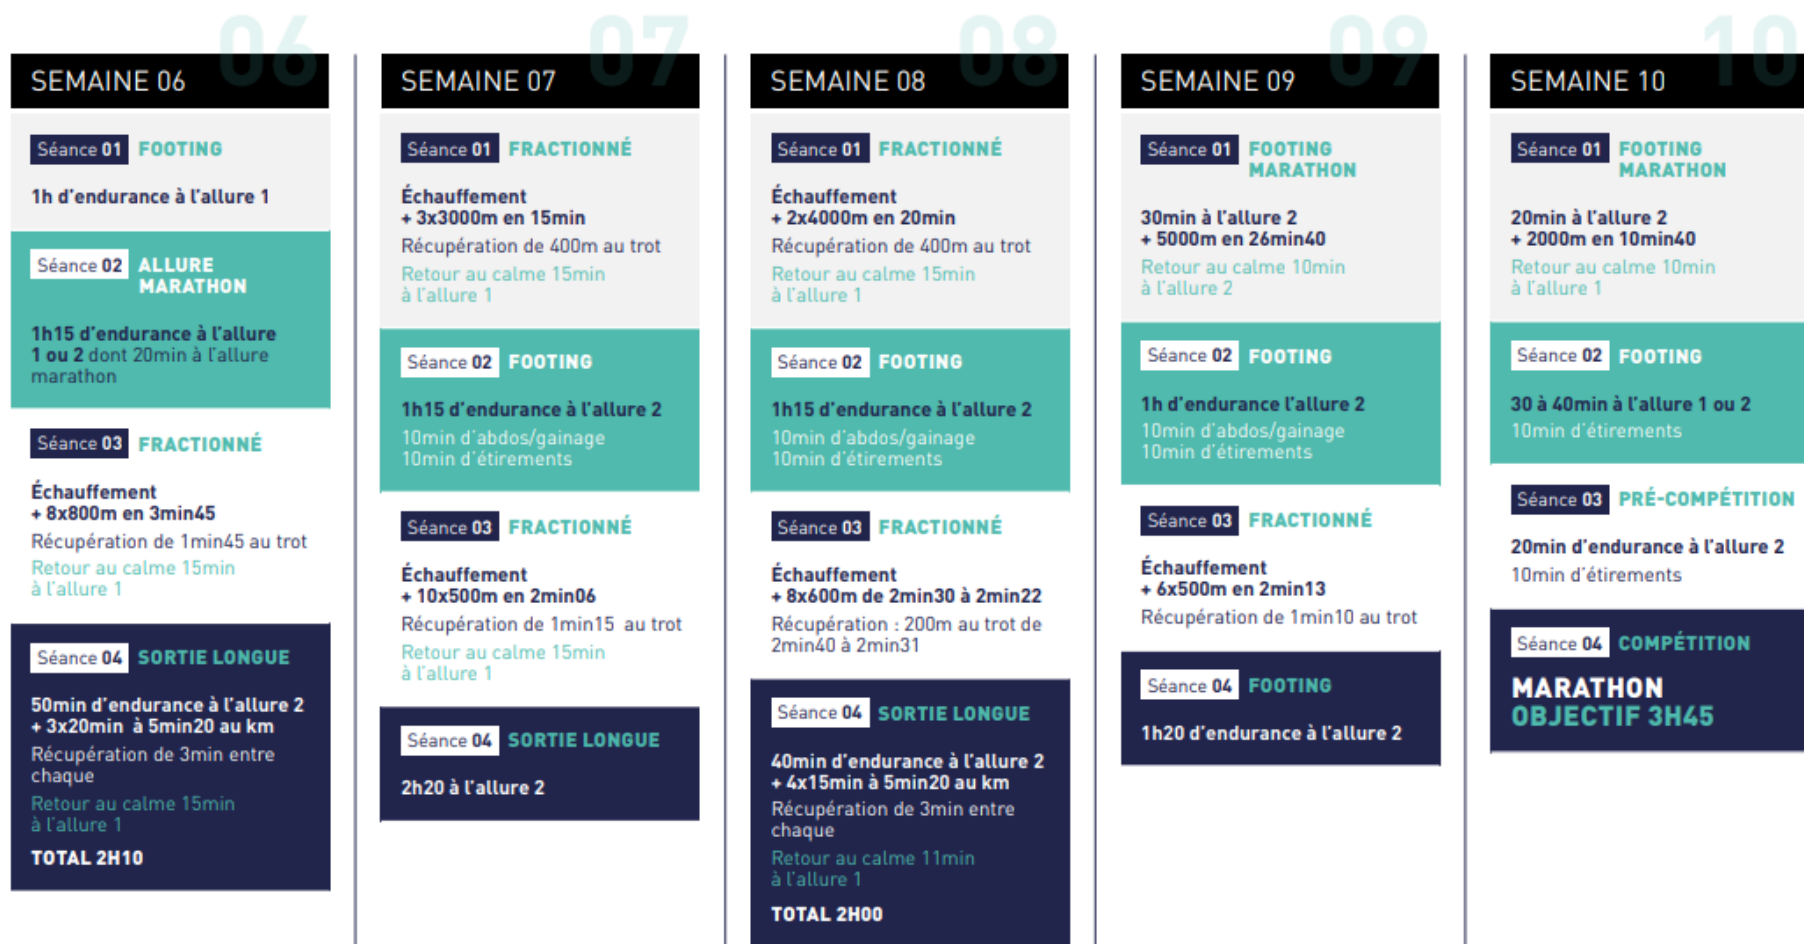 06
SEMAINE 06
Séance 01 FOOTING
1h d'endurance à l'allure 1
Séance 02 ALLURE
MARATHON
1h15 d'endurance à l'allure
1 ou 2 dont 20min à l'allure
marathon
Séance 03 FRACTIONNÉ
Échauffement
+ 8x800m en 3min45
Récupération de 1min45 au trot
Retour au calme 15min
à l'allure 1
Séance 04 SORTIE LONGUE
50min d'endurance à l'allure 2
+ 3x20min à 5min20 au km
Récupération de 3min entre
chaque
Retour au calme 15min
à l'allure 1
TOTAL 2H10
07
SEMAINE 07
Séance 01 FRACTIONNÉ
Échauffement
+ 3x3000m en 15min
Récupération de 400m au trot
Retour au calme 15min
à l'allure 1
Séance 02 FOOTING
1h15 d'endurance à l'allure 2
10min d'abdos/gainage
10min d'étirements
Séance 03 FRACTIONNÉ
Échauffement
+ 10x500m en 2min06
Récupération de 1min15 au trot
Retour au calme 15min
à l'allure 1
Séance 04 SORTIE LONGUE
2h20 à l'allure 2
08
SEMAINE 08
Séance 01 FRACTIONNÉ
Échauffement
+ 2x4000m en 20min
Récupération de 400m au trot
Retour au calme 15min
à l'allure 1
Séance 02 FOOTING
1h15 d'endurance à l'allure 2
10min d'abdos/gainage
10min d'étirements
Séance 03 FRACTIONNÉ
Échauffement
+ 8x600m de 2min30 à 2min22
Récupération : 200m au trot de
2min40 à 2min31
Séance 04 SORTIE LONGUE
40min d'endurance à l'allure 2
+ 4x15min à 5min20 au km
Récupération de 3min entre
chaque
Retour au calme 11min
à l'allure 1
TOTAL 2H00
09
SEMAINE 09
Séance 01 FOOTING
MARATHON
30min à l'allure 2
+ 5000m en 26min40
Retour au calme 10min
à l'allure 2
Séance 02 FOOTING
1h d'endurance l'allure 2
10min d'abdos/gainage
10min d'étirements
Séance 03 FRACTIONNÉ
Échauffement
+ 6x500m en 2min13
Récupération de 1min10 au trot
Séance 04 FOOTING
1h20 d'endurance à l'allure 2
10
SEMAINE 10
Séance 01 FOOTING
MARATHON
20min à l'allure 2
+ 2000m en 10min40
Retour au calme 10min
à l'allure 1
Séance 02 FOOTING
30 à 40min à l'allure 1 ou 2
10min d'étirements
Séance 03 PRÉ-COMPÉTITION
20min d'endurance à l'allure 2
10min d'étirements
Séance 04 COMPÉTITION
MARATHON
OBJECTIF 3H45